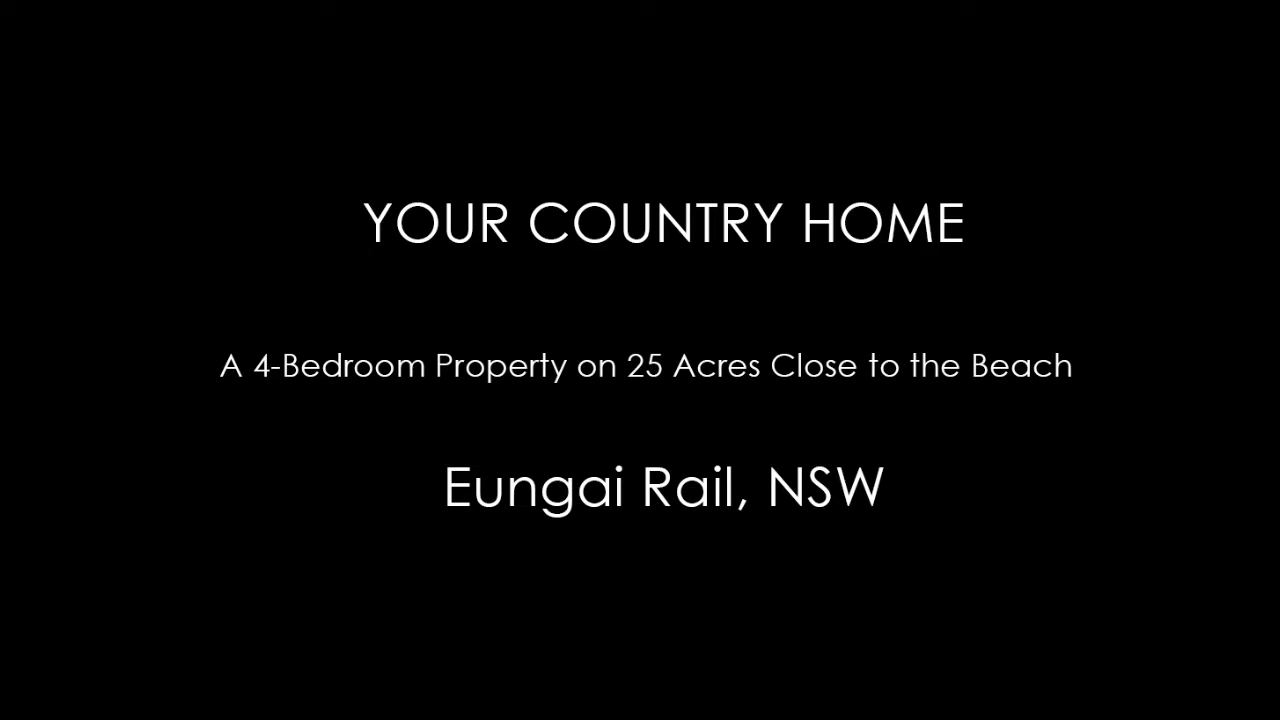 YOUR COUNTRY HOME
A 4-Bedroom Property on 25 Acres Close to the Beach
Eungai Rail, NSW